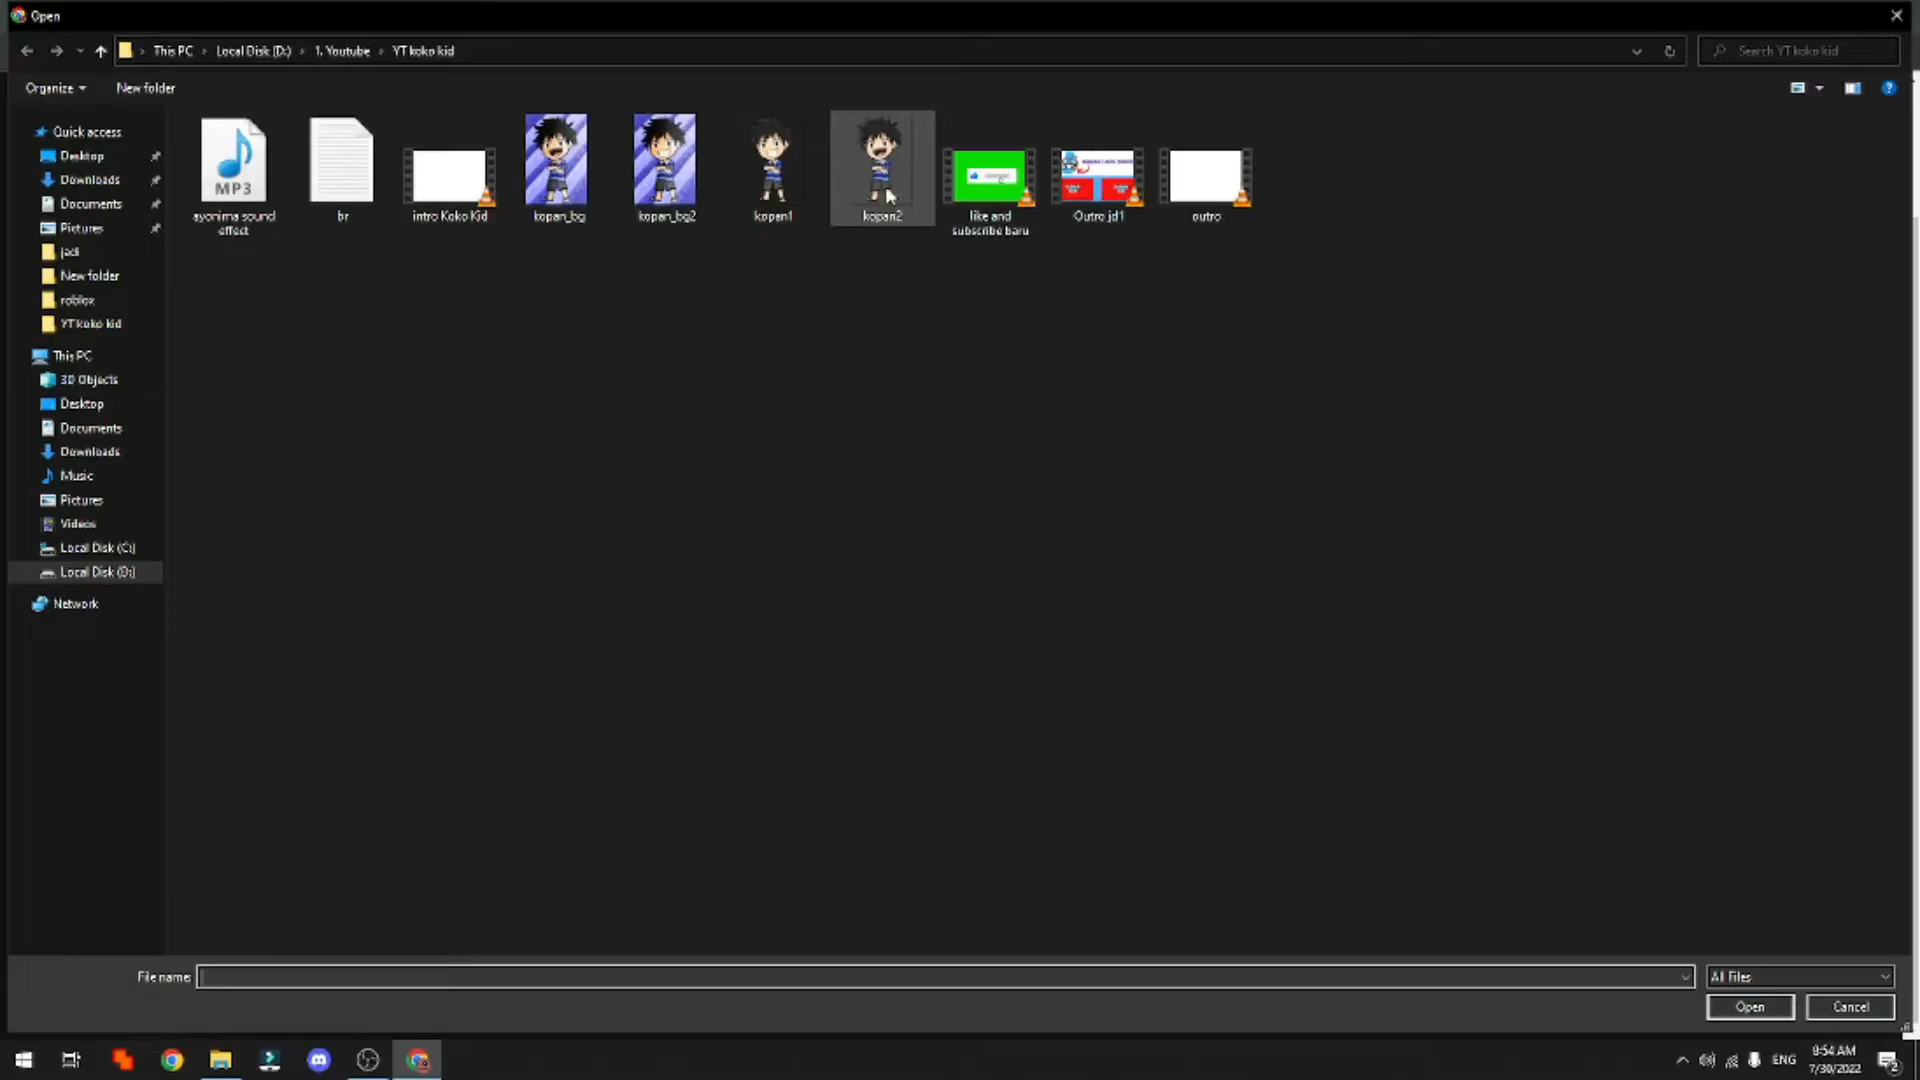 Open
This PC › Local Disk (D:) › 1. Youtube › YT koko kid
Search YT koko kid
Organize
New folder
Quick access
Desktop
Downloads
Documents
Pictures
jadi
New folder
roblox
YT koko kid
This PC
3D Objects
Desktop
Documents
Downloads
Music
Pictures
Videos
Local Disk (C:)
Local Disk (D:)
Network
MP3
ayonima sound
effect
br
intro Koko Kid
kopan_bg
kopan_bg2
kopan1
kopan2
like and
subscribe baru
Outro jd1
outro
File name:
All Files
Open
Cancel
ENG
8:54 AM
7/30/2022
2